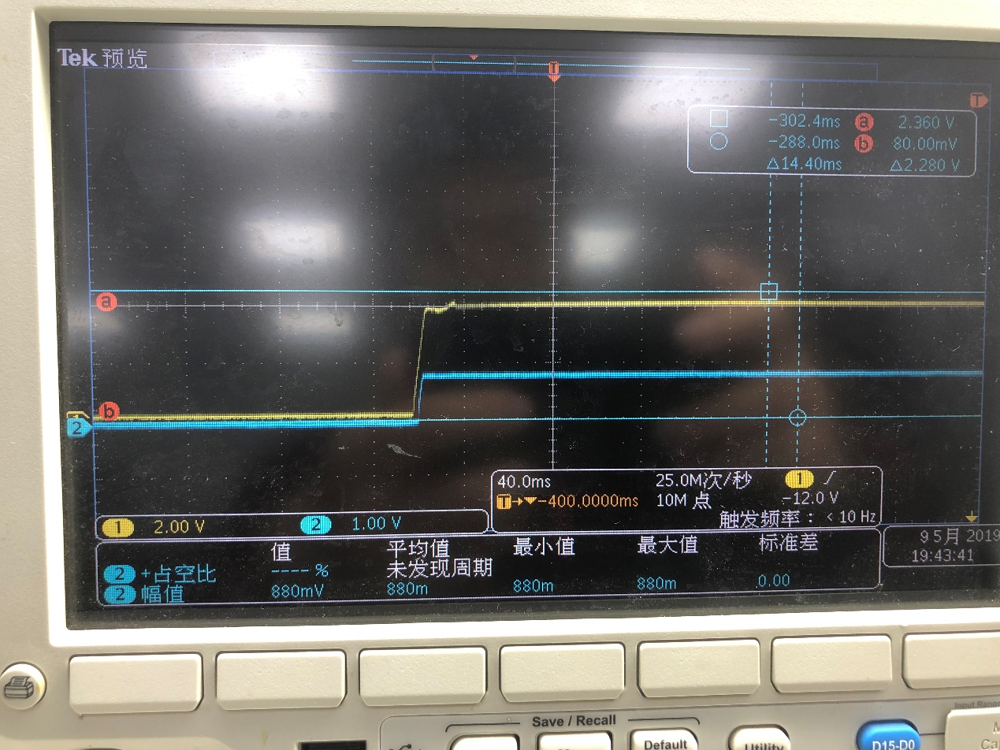 Tek 预览
T
T
-302.4ms a 2.360 V
-288.0ms b 80.00mV
Δ14.40ms Δ2.280 V
a
b
1
2
40.0ms 25.0M次/秒 1
T→▼-400.0000ms 10M 点 -12.0 V
触发频率：< 10 Hz
1 2.00 V 2 1.00 V
9 5月 2019
19:43:41
值 平均值 最小值 最大值 标准差
2 +占空比 ---- % 未发现周期
2 幅值 880mV 880m 880m 880m 0.00
Save / Recall
Default
Utility
D15-D0
Input Range